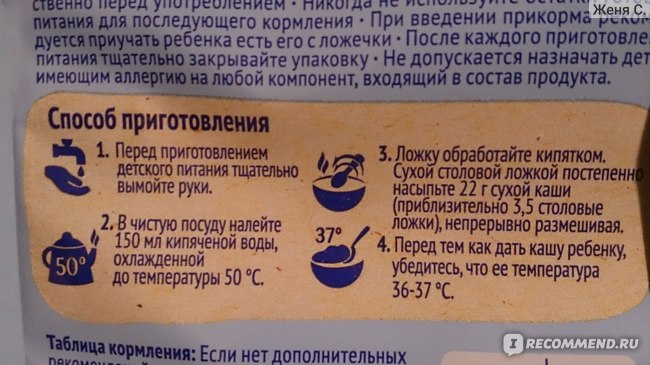 ственно перед употреблением • Никогда не используйте остатки
питания для последующего кормления • При введении прикорма реком
дуется приучать ребенка есть его с ложечки • После каждого приготовле
питания тщательно закрывайте упаковку • Не допускается назначать дет
имеющим аллергию на любой компонент, входящий в состав продукта.
Женя С.
Способ приготовления
1. Перед приготовлением
детского питания тщательно
вымойте руки.
2. В чистую посуду налейте
150 мл кипяченой воды,
охлажденной
до температуры 50 °С.
50°
3. Ложку обработайте кипятком.
Сухой столовой ложкой постепенно
насыпьте 22 г сухой каши
(приблизительно 3,5 столовые
ложки), непрерывно размешивая.
37°
4. Перед тем как дать кашу ребенку,
убедитесь, что ее температура
36-37 °С.
Таблица кормления: Если нет дополнительных
I RECOMMEND.RU